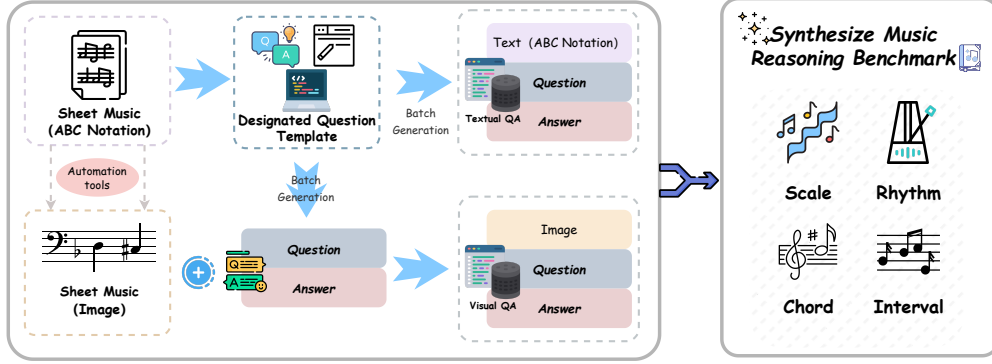 Sheet Music
(ABC Notation)
Automation
tools
Sheet Music
(Image)
Q
A
</>
Designated Question
Template
Batch
Generation
Batch
Generation
Q
A
Question
Answer
Text (ABC Notation)
Question
Answer
Textual QA
Image
Question
Answer
Visual QA
Synthesize Music
Reasoning Benchmark
Scale
Rhythm
Chord
Interval